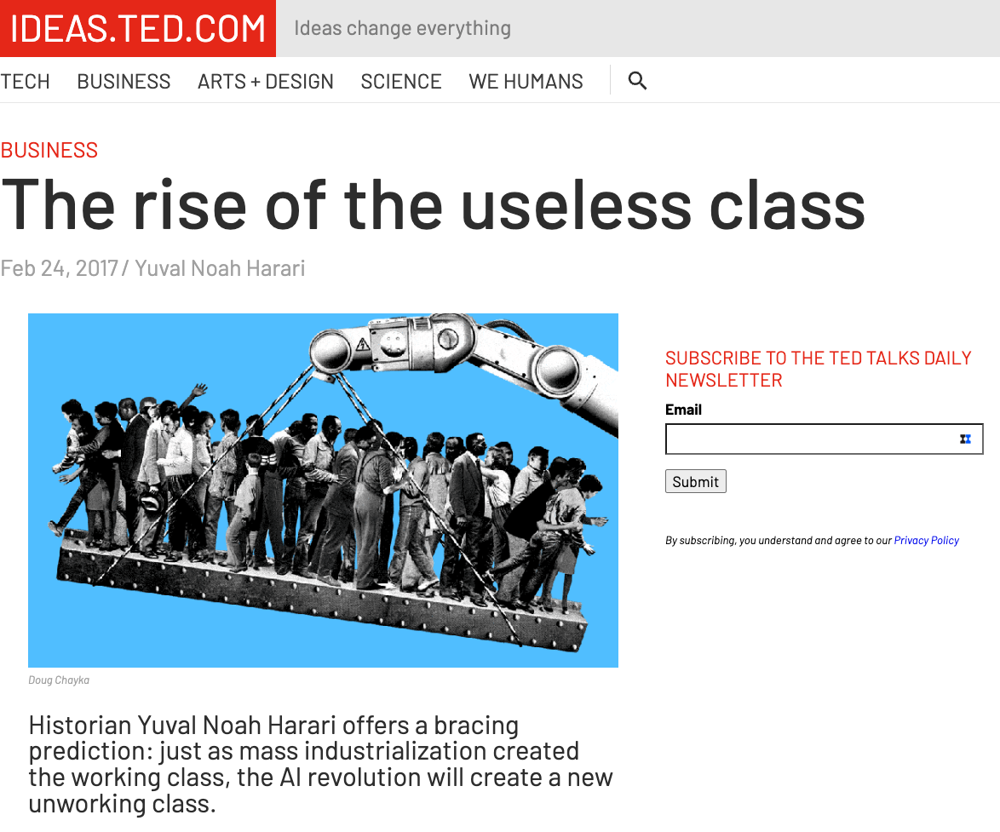 IDEAS.TED.COM
Ideas change everything
TECH BUSINESS ARTS + DESIGN SCIENCE WE HUMANS
BUSINESS
The rise of the useless class
Feb 24, 2017 / Yuval Noah Harari
SUBSCRIBE TO THE TED TALKS DAILY
NEWSLETTER
Email
Submit
By subscribing, you understand and agree to our Privacy Policy
Doug Chayka
Historian Yuval Noah Harari offers a bracing
prediction: just as mass industrialization created
the working class, the AI revolution will create a new
unworking class.